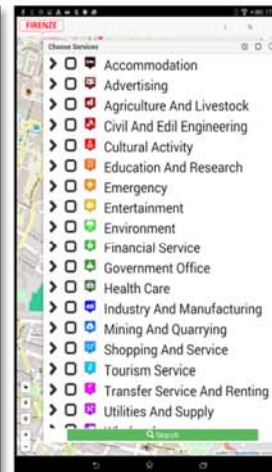 FIRENZE
Choose Services
Accommodation
Advertising
Agriculture And Livestock
Civil And Edil Engineering
Cultural Activity
Education And Research
Emergency
Entertainment
Environment
Financial Service
Government Office
Health Care
Industry And Manufacturing
Mining And Quarrying
Shopping And Service
Tourism Service
Transfer Service And Renting
Utilities And Supply
Search